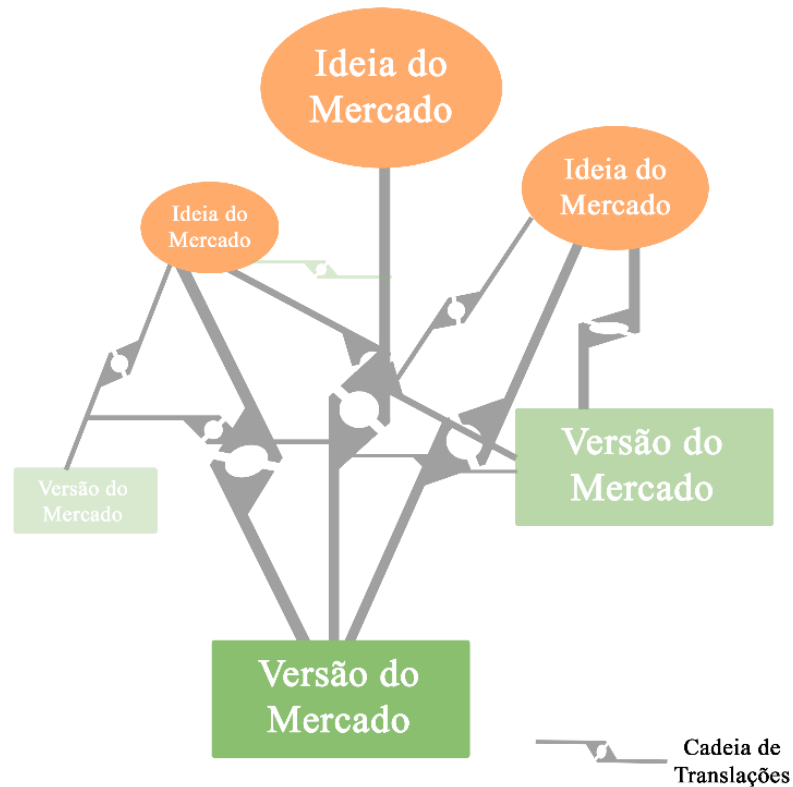 Ideia do
Mercado
Ideia do
Mercado
Ideia do
Mercado
Versão do
Mercado
Versão do
Mercado
Versão do
Mercado
Cadeia de
Translações